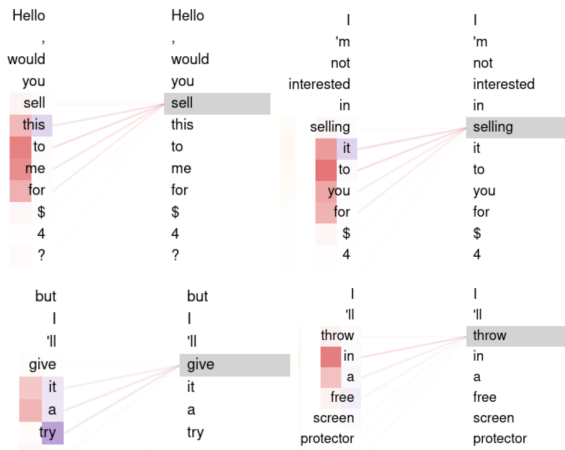 Hello Hello
, ,
would would
you you
sell sell
this this
to to
me me
for for
$ $
4 4
? ?
I I
'm 'm
not not
interested interested
in in
selling selling
it it
to to
you you
for for
$ $
4 4
but but
I I
'll 'll
give give
it it
a a
try try
I I
'll 'll
throw throw
in in
a a
free free
screen screen
protector protector